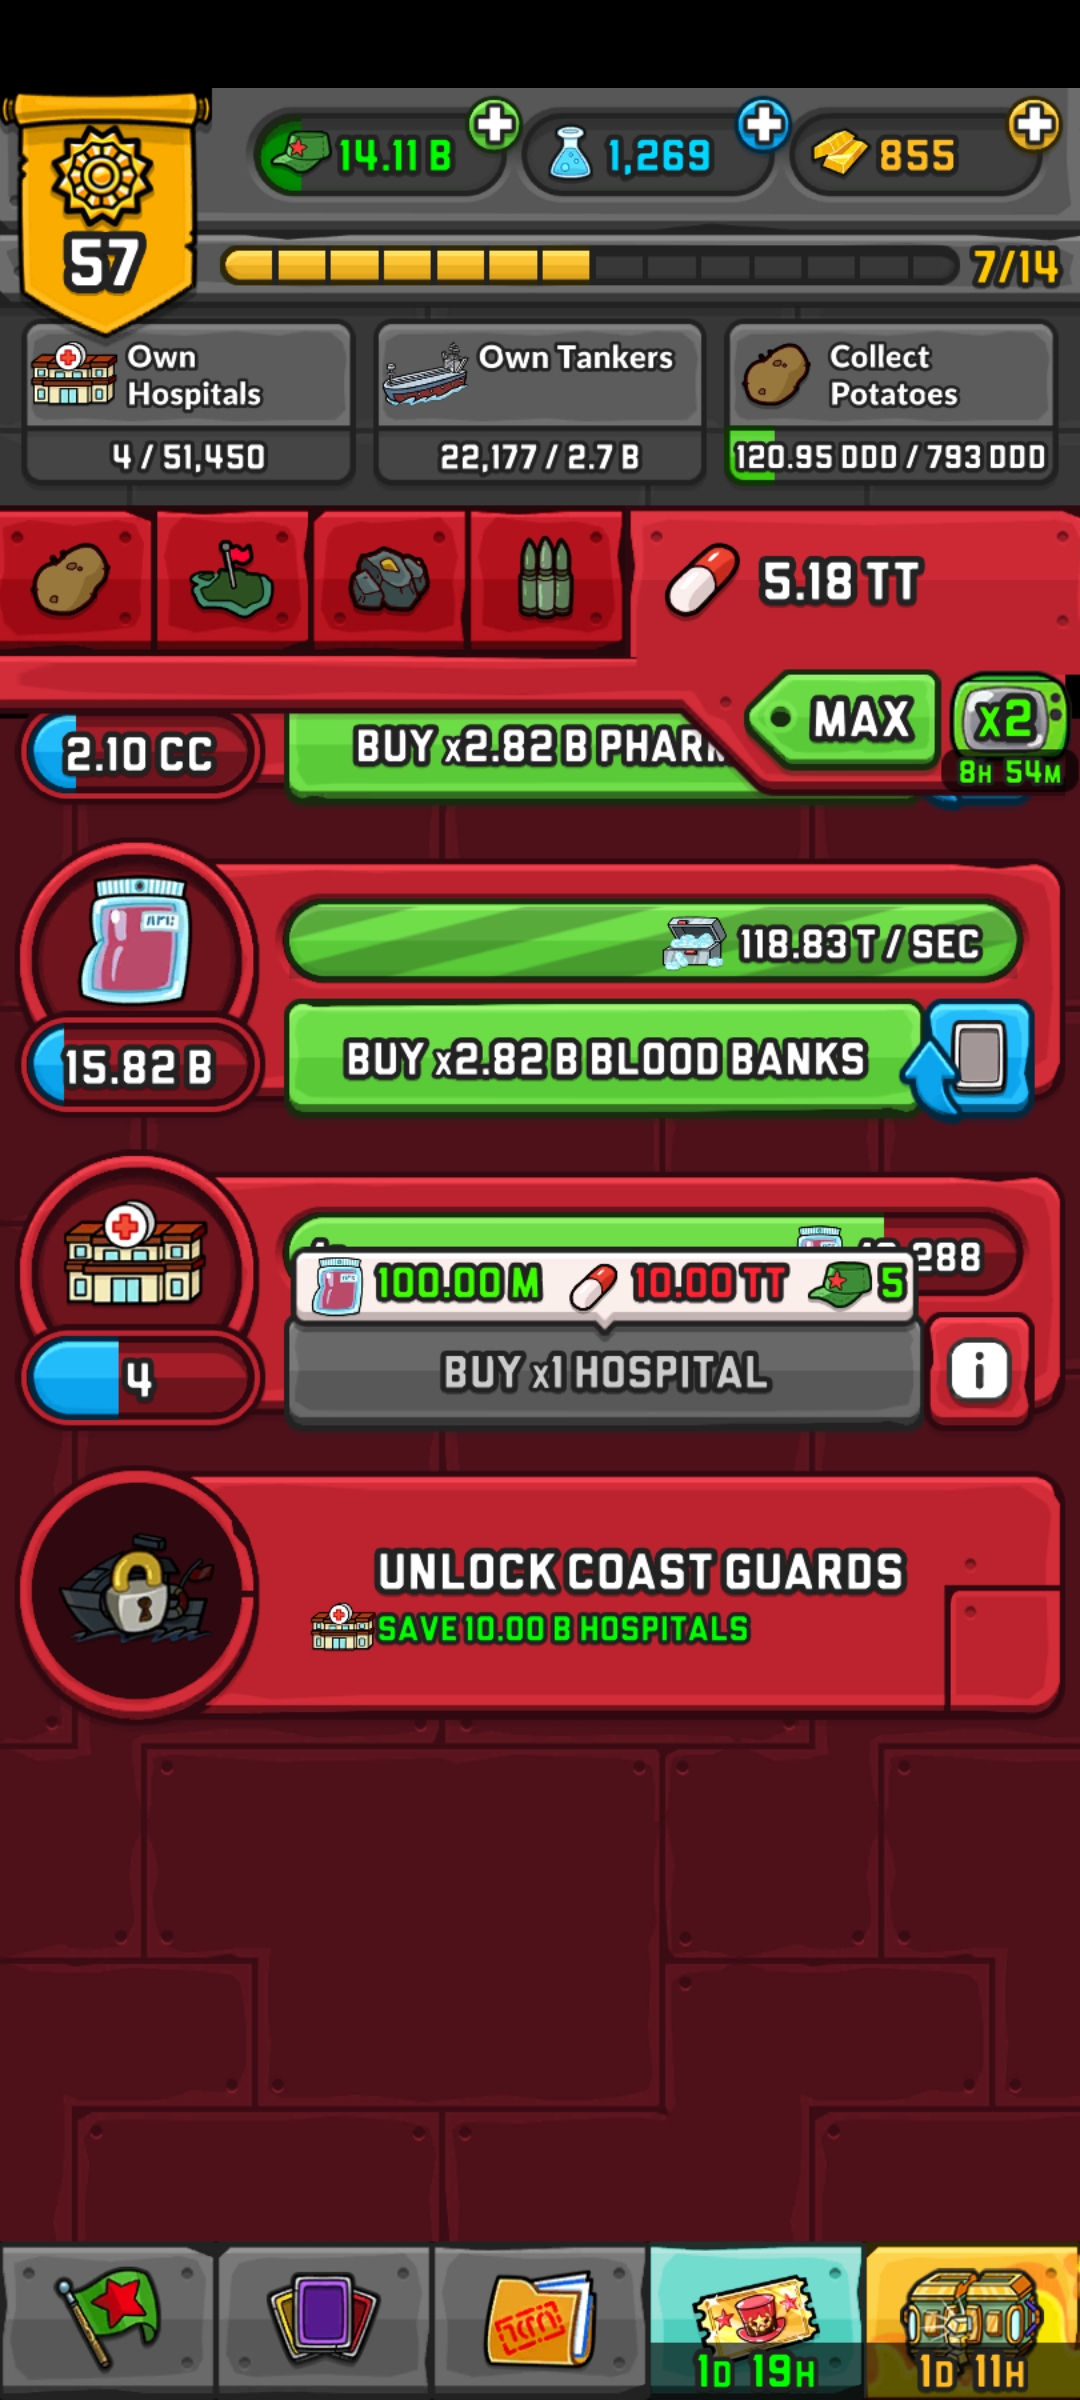 14.11 B
1,269
855
57
7/14
Own
Hospitals
4 / 51,450
Own Tankers
22,177 / 2.7 B
Collect
Potatoes
120.95 DDD / 793 DDD
5.18 TT
MAX
x2
8H 54M
2.10 CC
BUY x2.82 B
118.83 T / SEC
15.82 B
BUY x2.82 B BLOOD BANKS
288
100.00 M
10.00 TT
5
4
BUY x1 HOSPITAL
i
UNLOCK COAST GUARDS
SAVE 10.00 B HOSPITALS
1D 19H
1D 11H